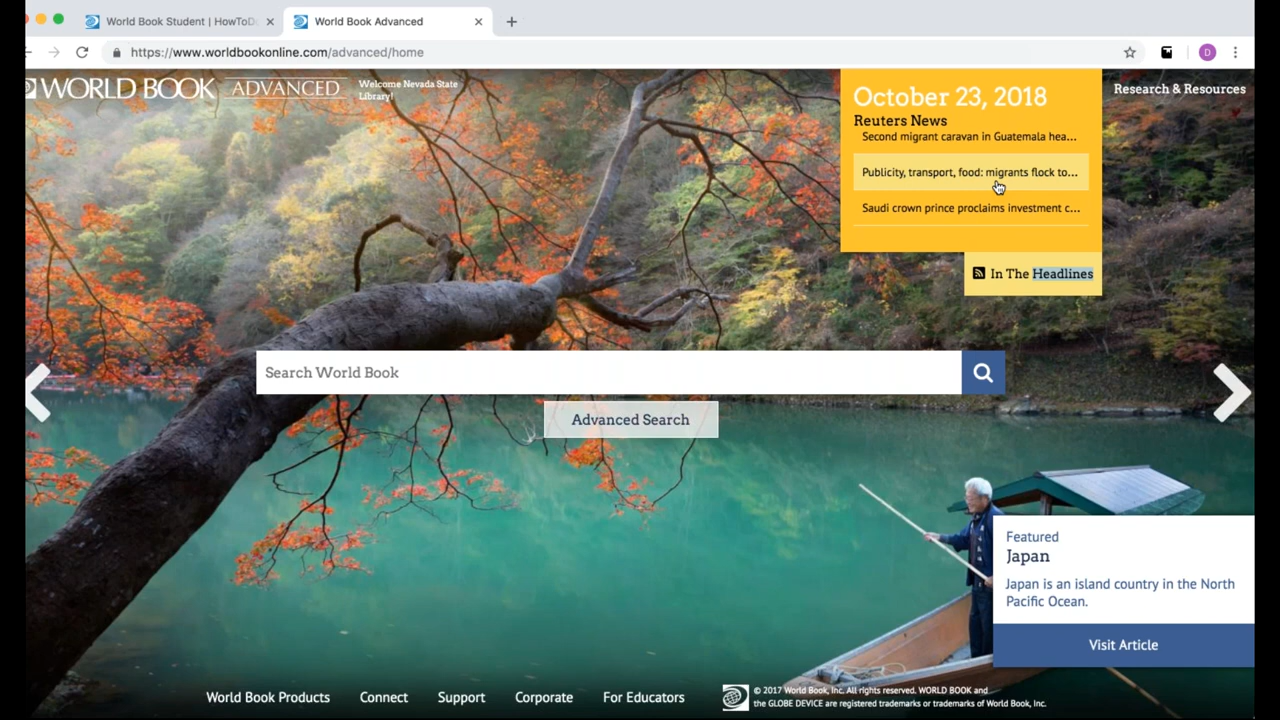 World Book Student | HowToDo
World Book Advanced
https://www.worldbookonline.com/advanced/home
D
WORLD BOOK ADVANCED
Welcome Nevada State
Library!
October 23, 2018
Reuters News
Second migrant caravan in Guatemala hea...
Publicity, transport, food: migrants flock to...
Saudi crown prince proclaims investment c...
In The Headlines
Research & Resources
Search World Book
Advanced Search
Featured
Japan
Japan is an island country in the North
Pacific Ocean.
Visit Article
World Book Products Connect Support Corporate For Educators
© 2017 World Book, Inc. All rights reserved. WORLD BOOK and
the GLOBE DEVICE are registered trademarks or trademarks of World Book, Inc.